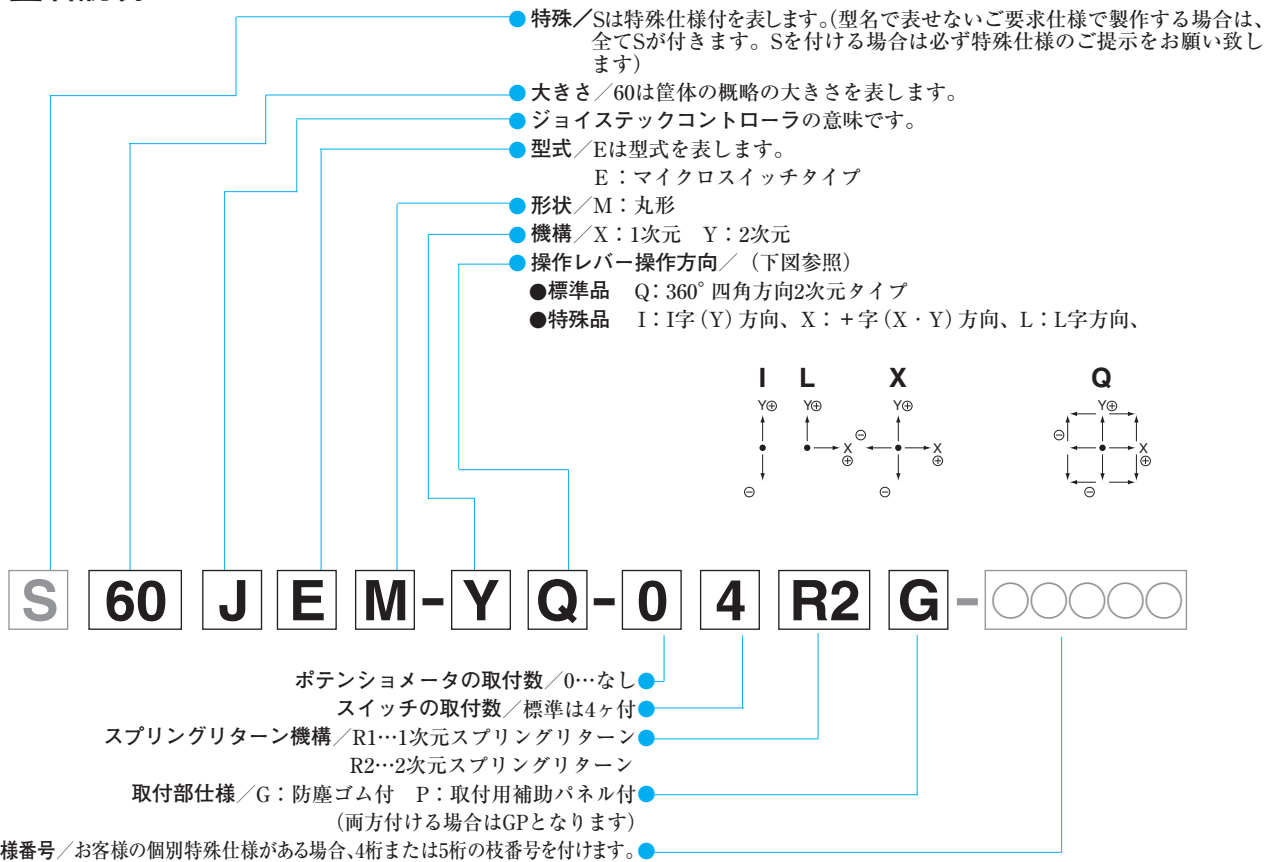 特殊／Sは特殊仕様付を表します。（型名で表せないご要求仕様で製作する場合は、
全てSが付きます。Sを付ける場合は必ず特殊仕様のご提示をお願い致し
ます）
大きさ／60は筐体の概略の大きさを表します。
ジョイステックコントローラの意味です。
型式／Eは型式を表します。
E：マイクロスイッチタイプ
形状／M：丸形
機構／X：1次元　Y：2次元
操作レバー操作方向／（下図参照）
●標準品　Q：360°四角方向2次元タイプ
●特殊品　I：I字（Y）方向、X：＋字（X・Y）方向、L：L字方向、
I L X Q
Y⊕ Y⊕ Y⊕ Y⊕
⊖ ⊖
X X X
⊕ ⊕ ⊕
⊖ ⊖ ⊖
S 60 J E M - Y Q - 0 4 R2 G - ○○○○○
ポテンショメータの取付数／0…なし
スイッチの取付数／標準は4ヶ付
スプリングリターン機構／R1…1次元スプリングリターン
R2…2次元スプリングリターン
取付部仕様／G：防塵ゴム付　P：取付用補助パネル付
（両方付ける場合はGPとなります）
様番号／お客様の個別特殊仕様がある場合、4桁または5桁の枝番号を付けます。